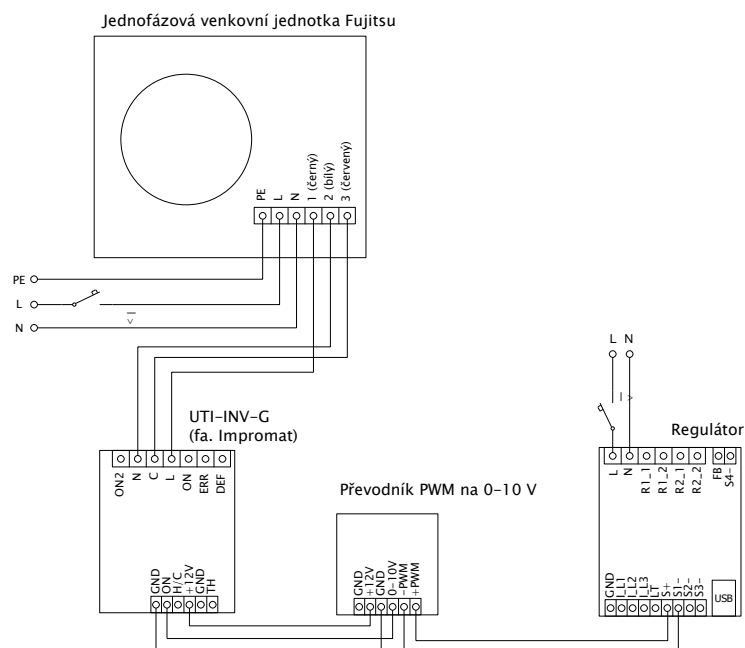 Jednofázová venkovní jednotka Fujitsu
PE
L
N
1 (černý)
2 (bílý)
3 (červený)
PE
L
N
I >
L N
I >
UTI-INV-G
(fa. Impromat)
Regulátor
ON2
N
C
L
ON
ERR
DEF
L
N
R1_1
R1_2
R2_1
R2_2
FB
S4-
Převodník PWM na 0-10 V
GND
ON
H/C
+12V
GND
TH
GND
+12V
GND
0-10V
-PWM
+PWM
GND
I_L1
I_L2
I_L3
LT
S+
S1-
S2-
S3-
USB